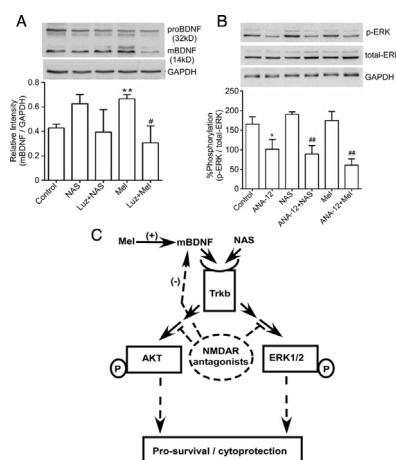 A
proBDNF
(32kD)
mBDNF
(14kD)
GAPDH
Relative Intensity
(mBDNF / GAPDH)
0.8
0.6
0.4
0.2
0.0
**
#
Control
NAS
Luz+NAS
Mel
Luz+Mel
B
p-ERK
total-ERK
GAPDH
%Phosphorylation
(p-ERK / total-ERK)
250
200
150
100
50
0
*
##
##
Control
ANA-12
NAS
ANA-12+NAS
Mel
ANA-12+Mel
C
Mel
(+)
mBDNF
NAS
(-)
Trkb
AKT
P
NMDAR
antagonists
ERK1/2
P
Pro-survival / cytoprotection